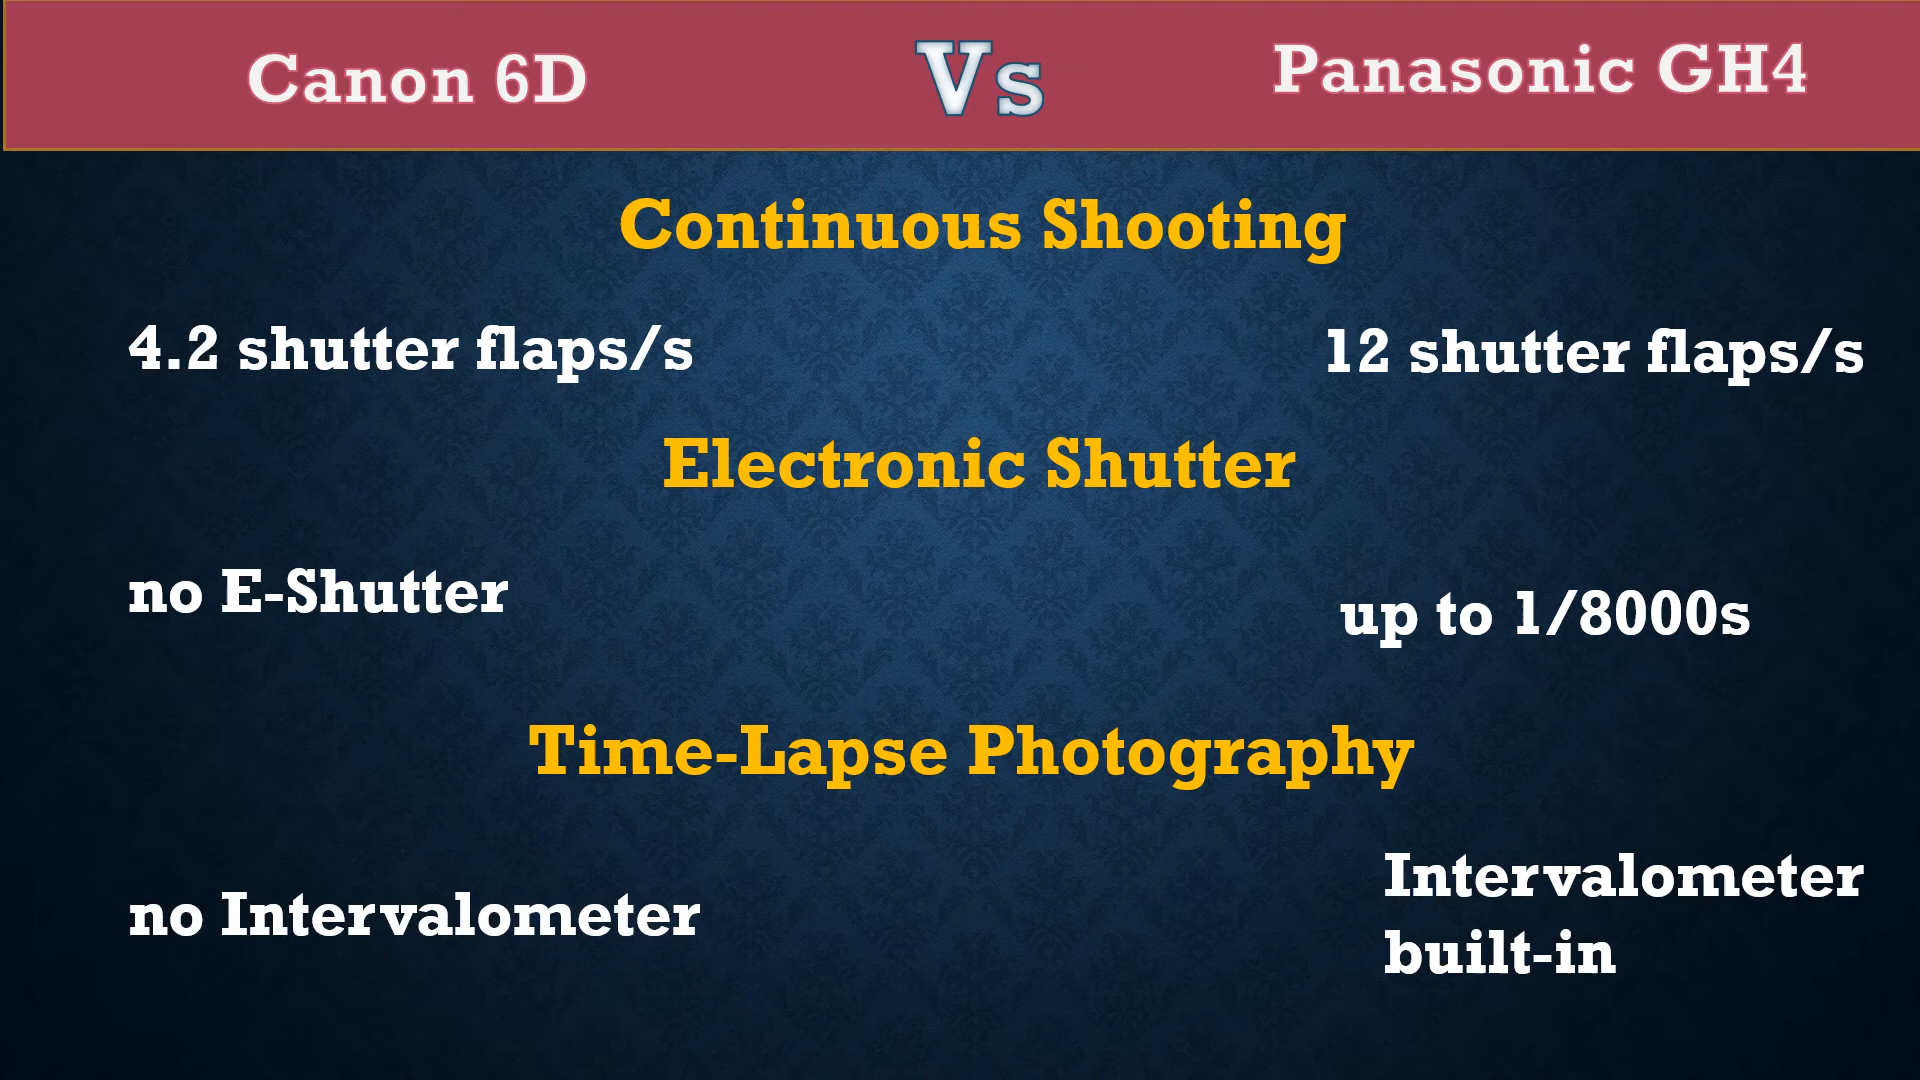 Canon 6D Vs Panasonic GH4
Continuous Shooting
4.2 shutter flaps/s
12 shutter flaps/s
Electronic Shutter
no E-Shutter
up to 1/8000s
Time-Lapse Photography
no Intervalometer
Intervalometer
built-in